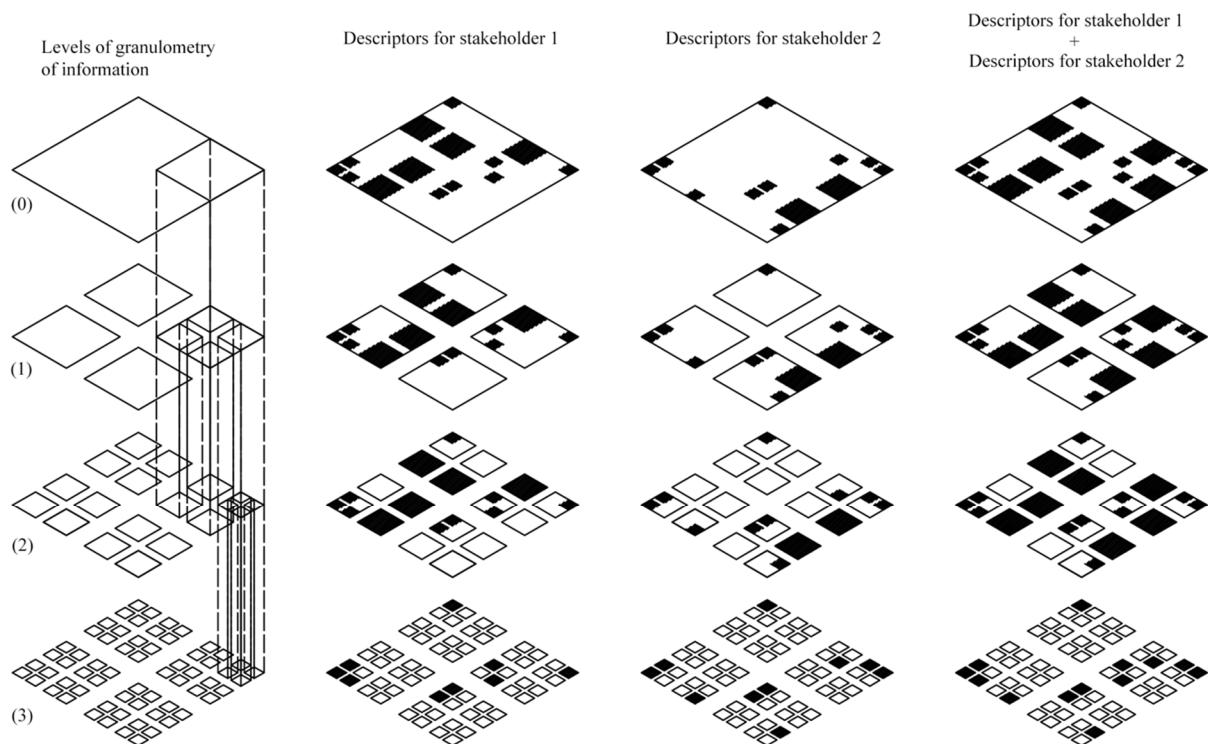 Levels of granulometry
of information
Descriptors for stakeholder 1
Descriptors for stakeholder 2
Descriptors for stakeholder 1
+
Descriptors for stakeholder 2
(0)
(1)
(2)
(3)